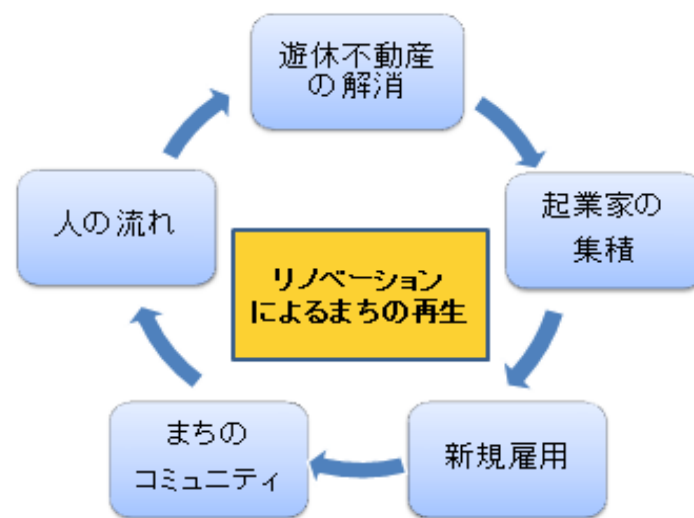 遊休不動産
の解消
起業家の
集積
新規雇用
まちの
コミュニティ
人の流れ
リノベーション
によるまちの再生